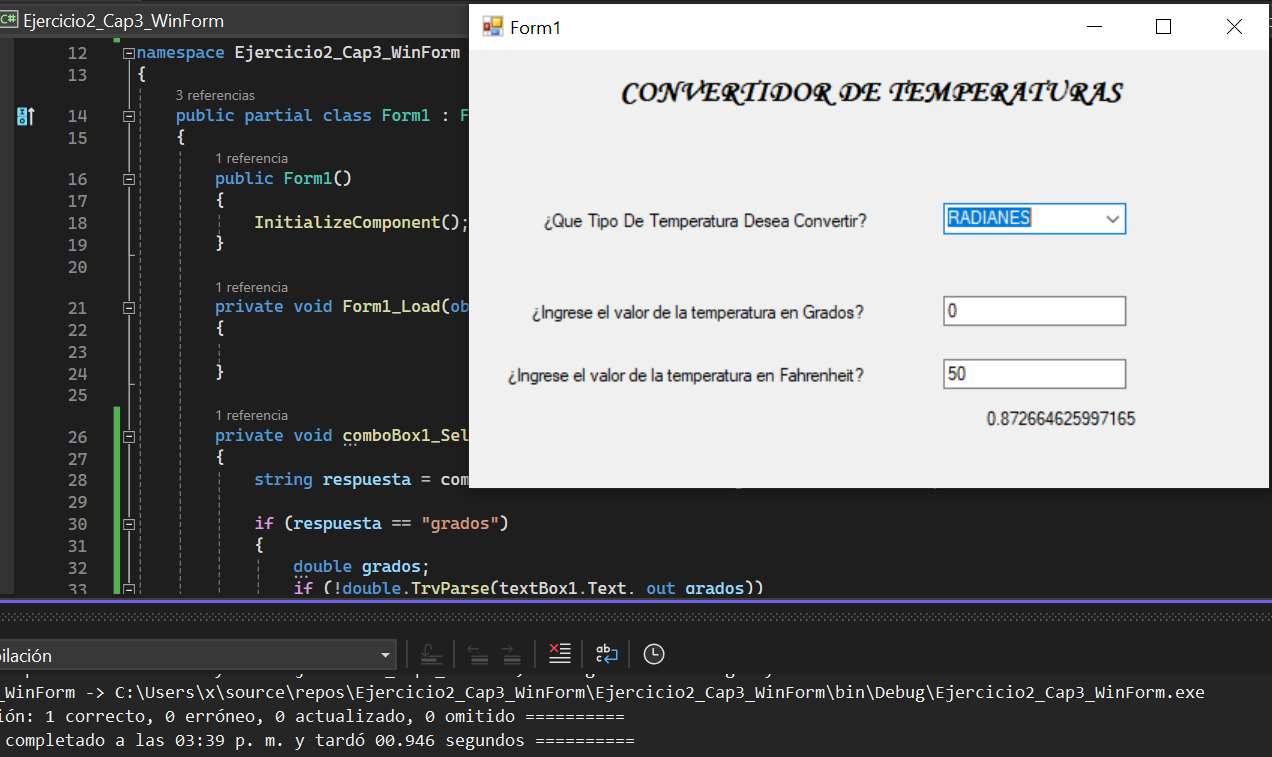 C# Ejercicio2_Cap3_WinForm
12 namespace Ejercicio2_Cap3_WinForm
13 {
3 referencias
14 public partial class Form1 : F
15 {
1 referencia
16 public Form1()
17 {
18 InitializeComponent();
19 }
20
1 referencia
21 private void Form1_Load(ob
22 {
23
24 }
25
1 referencia
26 private void comboBox1_Sel
27 {
28 string respuesta = com
29
30 if (respuesta == "grados")
31 {
32 double grados;
33 if (!double.TryParse(textBox1.Text, out grados))
Form1
CONVERTIDOR DE TEMPERATURAS
¿Que Tipo De Temperatura Desea Convertir? RADIANES
¿Ingrese el valor de la temperatura en Grados? 0
¿Ingrese el valor de la temperatura en Fahrenheit? 50
0.872664625997165
ilación
_WinForm -> C:\Users\x\source\repos\Ejercicio2_Cap3_WinForm\Ejercicio2_Cap3_WinForm\bin\Debug\Ejercicio2_Cap3_WinForm.exe
ión: 1 correcto, 0 erróneo, 0 actualizado, 0 omitido ==========
completado a las 03:39 p. m. y tardó 00.946 segundos ==========